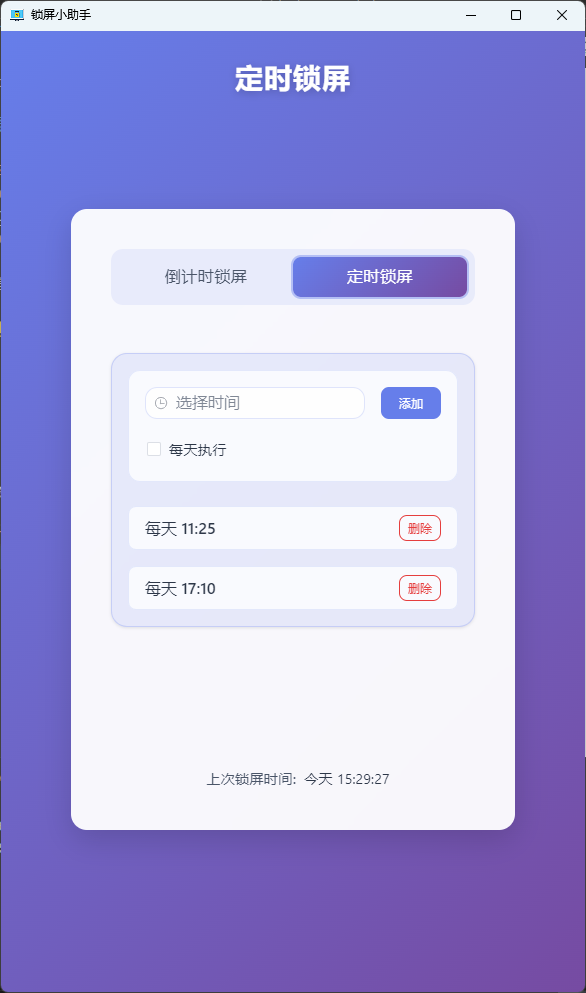 锁屏小助手
定时锁屏
倒计时锁屏 定时锁屏
选择时间 添加
每天执行
每天 11:25 删除
每天 17:10 删除
上次锁屏时间: 今天 15:29:27